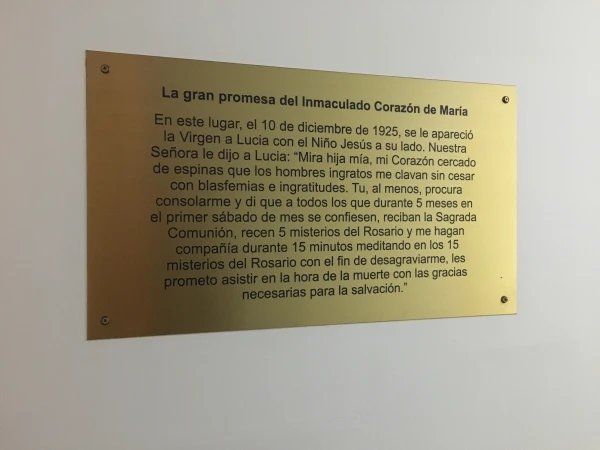 La gran promesa del Inmaculado Corazón de María
En este lugar, el 10 de diciembre de 1925, se le apareció
la Virgen a Lucia con el Niño Jesús a su lado. Nuestra
Señora le dijo a Lucia: “Mira hija mía, mi Corazón cercado
de espinas que los hombres ingratos me clavan sin cesar
con blasfemias e ingratitudes. Tu, al menos, procura
consolarme y di que a todos los que durante 5 meses en
el primer sábado de mes se confiesen, reciban la Sagrada
Comunión, recen 5 misterios del Rosario y me hagan
compañía durante 15 minutos meditando en los 15
misterios del Rosario con el fin de desagraviarme, les
prometo asistir en la hora de la muerte con las gracias
necesarias para la salvación.”